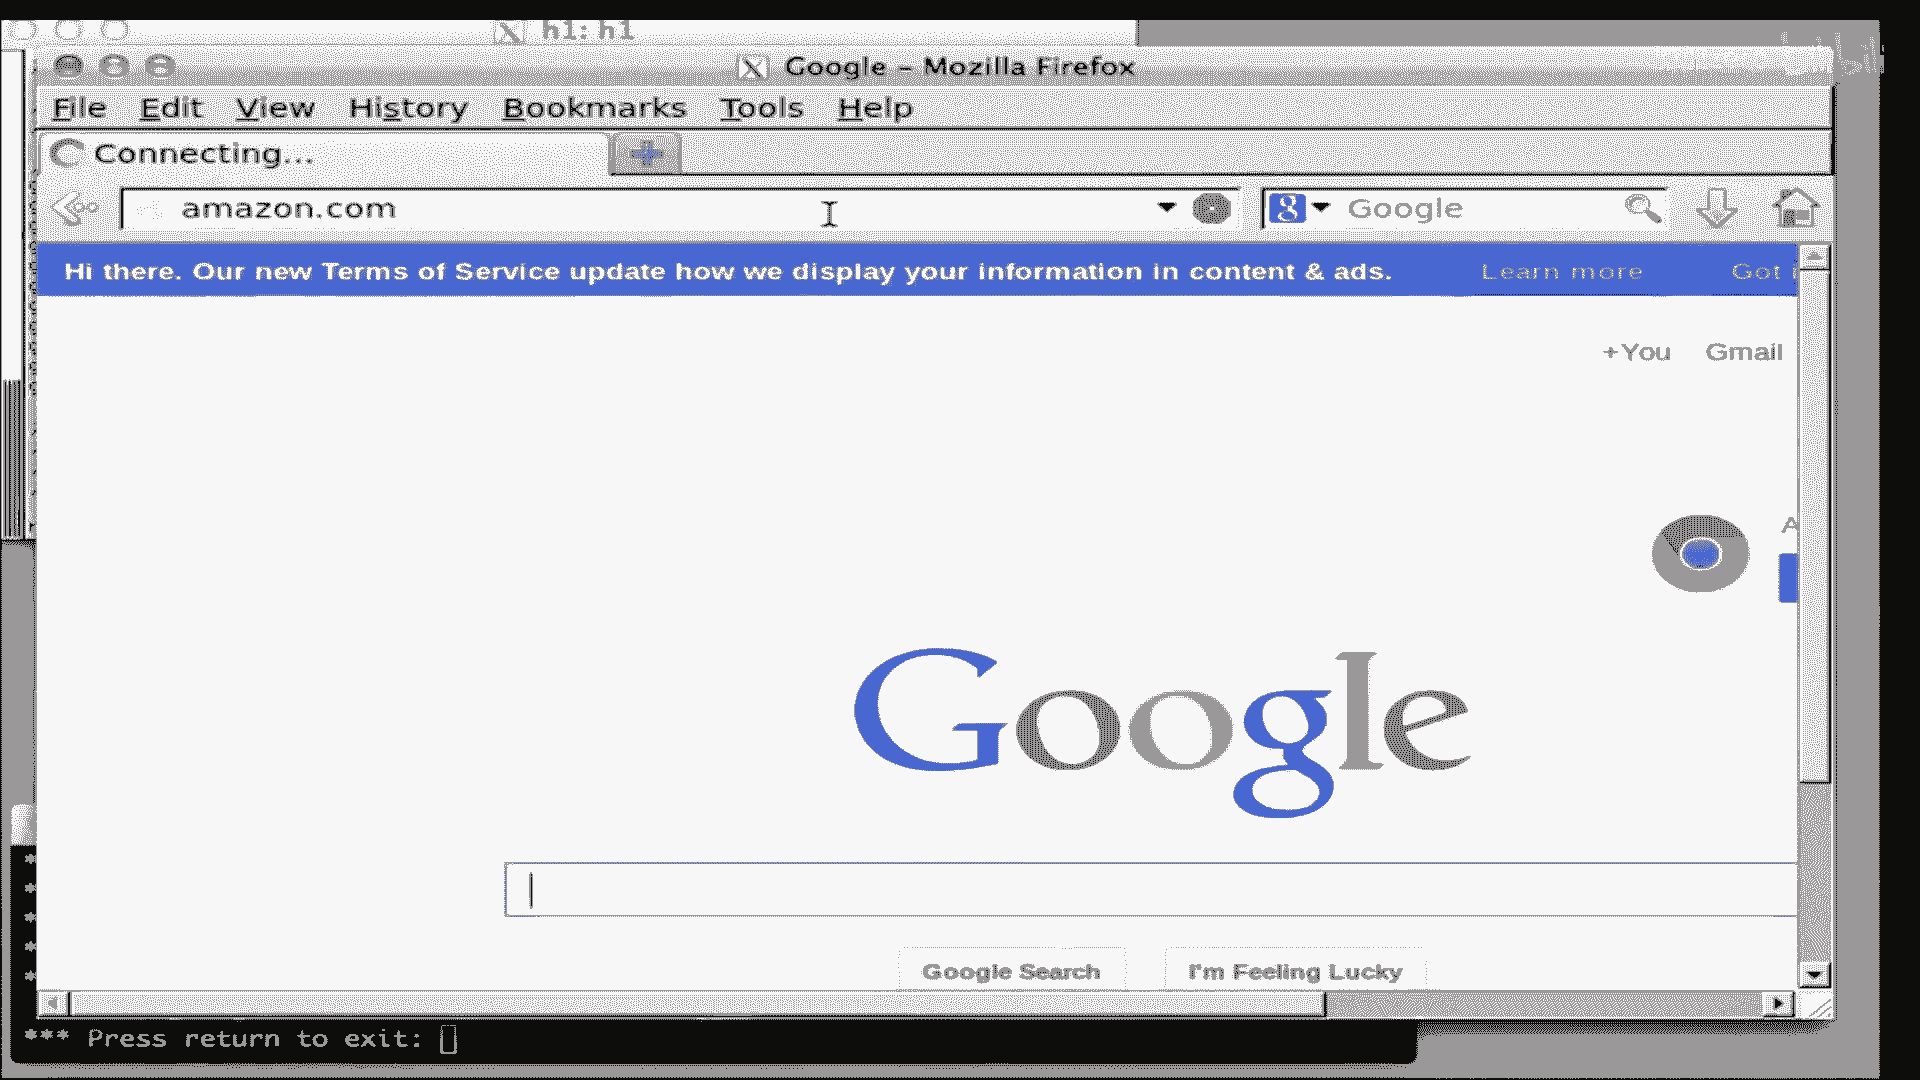 h1: h1
Google – Mozilla Firefox
File Edit View History Bookmarks Tools Help
Connecting...
amazon.com
Google
Hi there. Our new Terms of Service update how we display your information in content & ads. Learn more Got
+You Gmail
A
Google
Google Search I'm Feeling Lucky
*** Press return to exit: